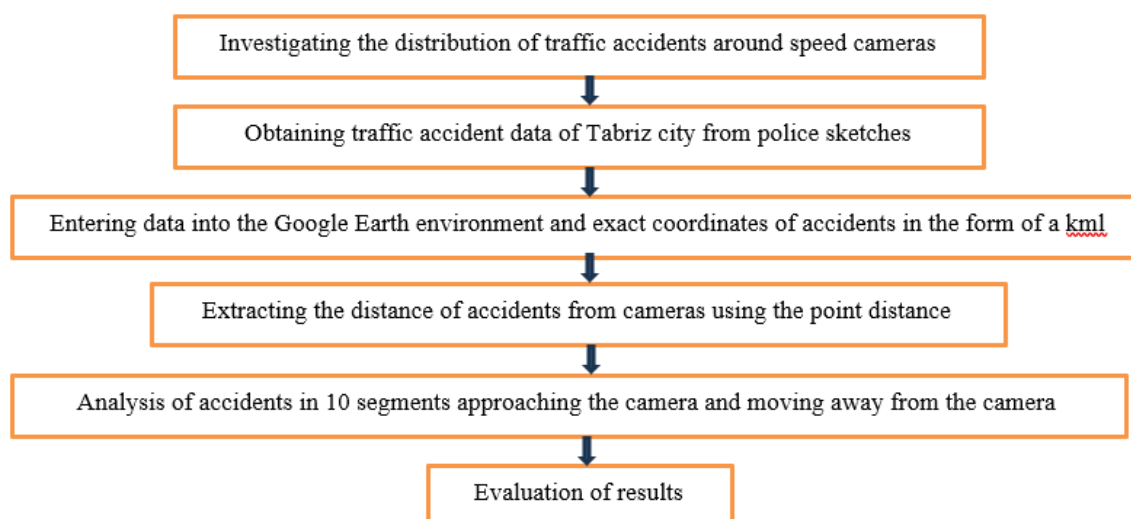 Investigating the distribution of traffic accidents around speed cameras
Obtaining traffic accident data of Tabriz city from police sketches
Entering data into the Google Earth environment and exact coordinates of accidents in the form of a kml
Extracting the distance of accidents from cameras using the point distance
Analysis of accidents in 10 segments approaching the camera and moving away from the camera
Evaluation of results